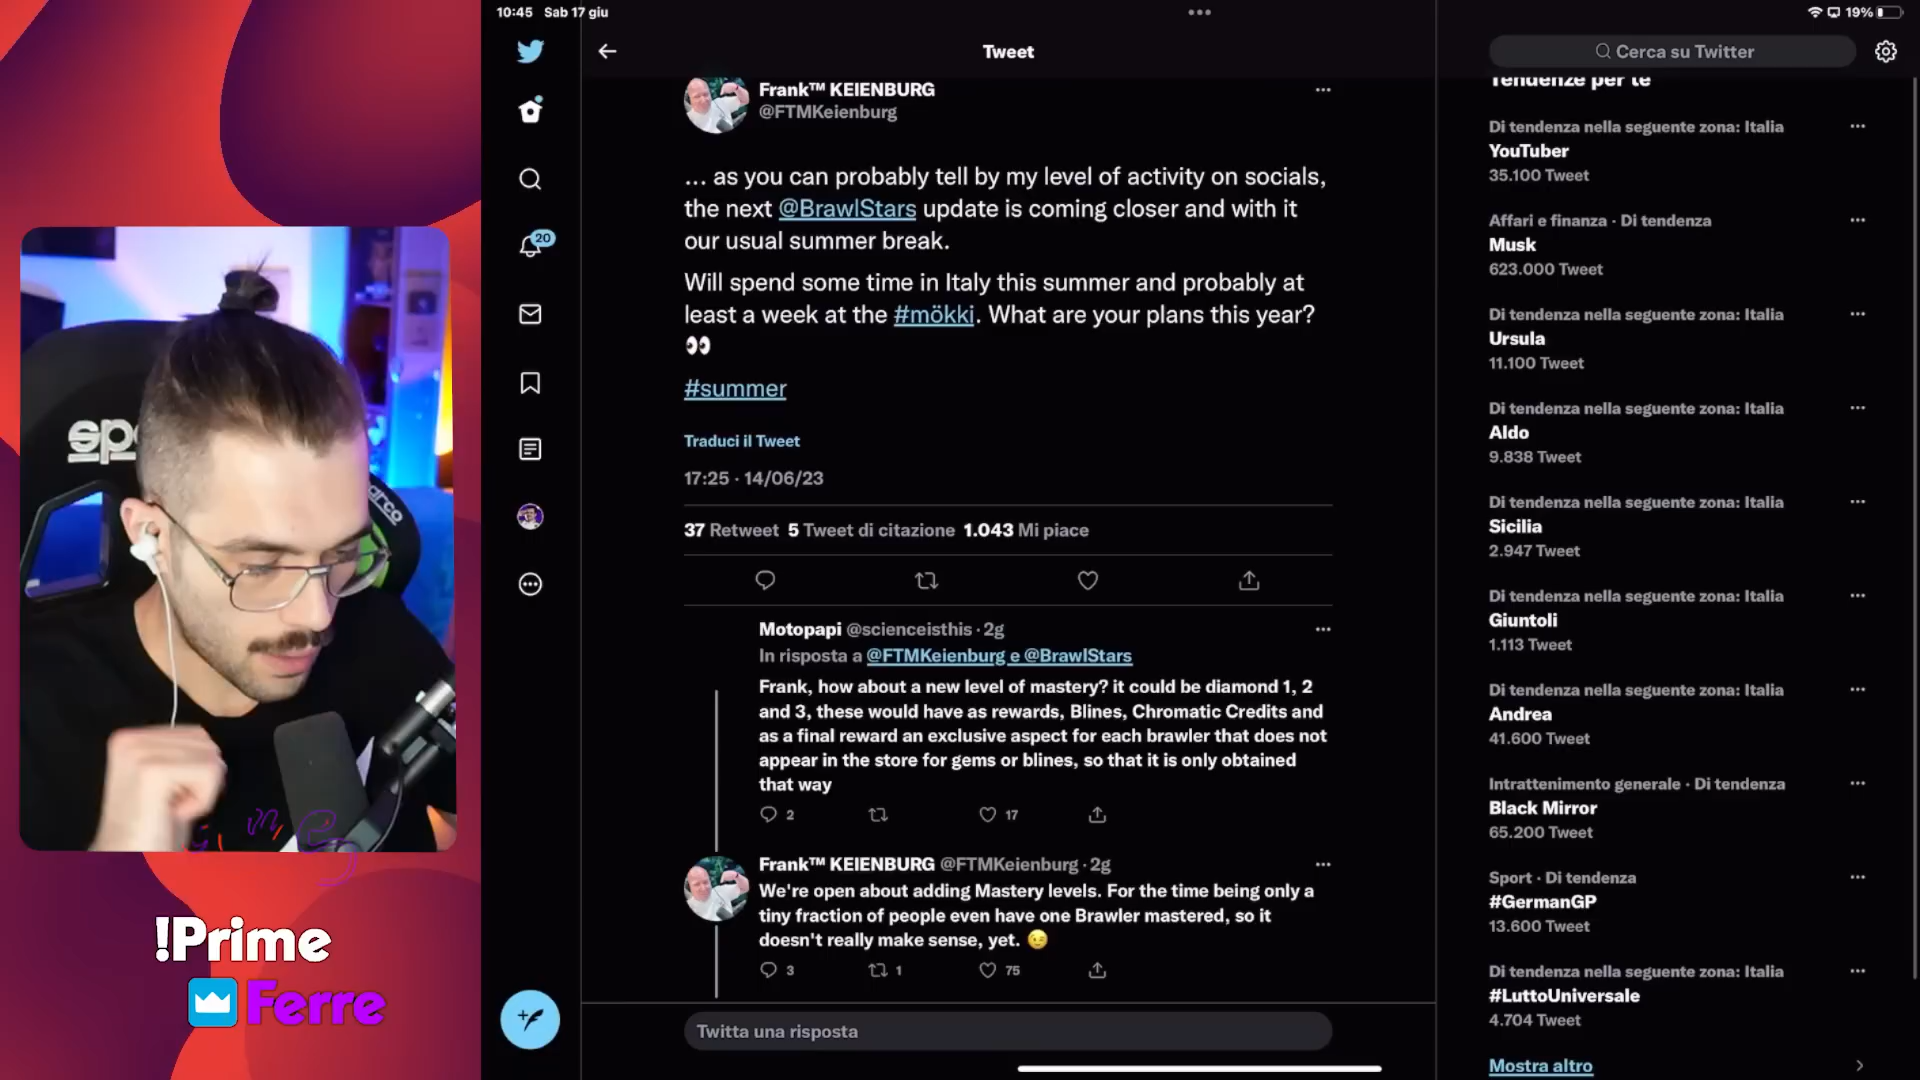 10:45 Sab 17 giu
19%
Tweet
Cerca su Twitter
Frank™ KEIENBURG
@FTMKeienburg
... as you can probably tell by my level of activity on socials,
the next @BrawlStars update is coming closer and with it
our usual summer break.
Will spend some time in Italy this summer and probably at
least a week at the #mökki. What are your plans this year?
👀
#summer
Traduci il Tweet
17:25 · 14/06/23
37 Retweet 5 Tweet di citazione 1.043 Mi piace
Motopapi @scienceisthis · 2g
In risposta a @FTMKeienburg e @BrawlStars
Frank, how about a new level of mastery? it could be diamond 1, 2
and 3, these would have as rewards, Blines, Chromatic Credits and
as a final reward an exclusive aspect for each brawler that does not
appear in the store for gems or blines, so that it is only obtained
that way
2 17
Frank™ KEIENBURG @FTMKeienburg · 2g
We're open about adding Mastery levels. For the time being only a
tiny fraction of people even have one Brawler mastered, so it
doesn't really make sense, yet. 😉
3 1 75
Twitta una risposta
20
Tendenze per te
Di tendenza nella seguente zona: Italia
YouTuber
35.100 Tweet
Affari e finanza · Di tendenza
Musk
623.000 Tweet
Di tendenza nella seguente zona: Italia
Ursula
11.100 Tweet
Di tendenza nella seguente zona: Italia
Aldo
9.838 Tweet
Di tendenza nella seguente zona: Italia
Sicilia
2.947 Tweet
Di tendenza nella seguente zona: Italia
Giuntoli
1.113 Tweet
Di tendenza nella seguente zona: Italia
Andrea
41.600 Tweet
Intrattenimento generale · Di tendenza
Black Mirror
65.200 Tweet
Sport · Di tendenza
#GermanGP
13.600 Tweet
Di tendenza nella seguente zona: Italia
#LuttoUniversale
4.704 Tweet
Mostra altro
!Prime
Ferre